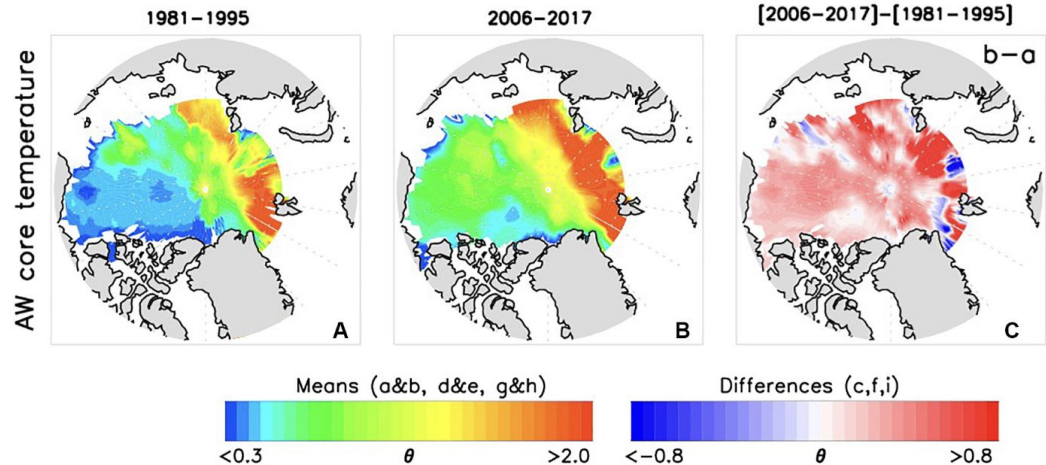 1981−1995
2006−2017
[2006−2017]−[1981−1995]
AW core temperature
b−a
A
B
C
Means (a&b, d&e, g&h)
Differences (c,f,i)
<0.3 θ >2.0
<−0.8 θ >0.8